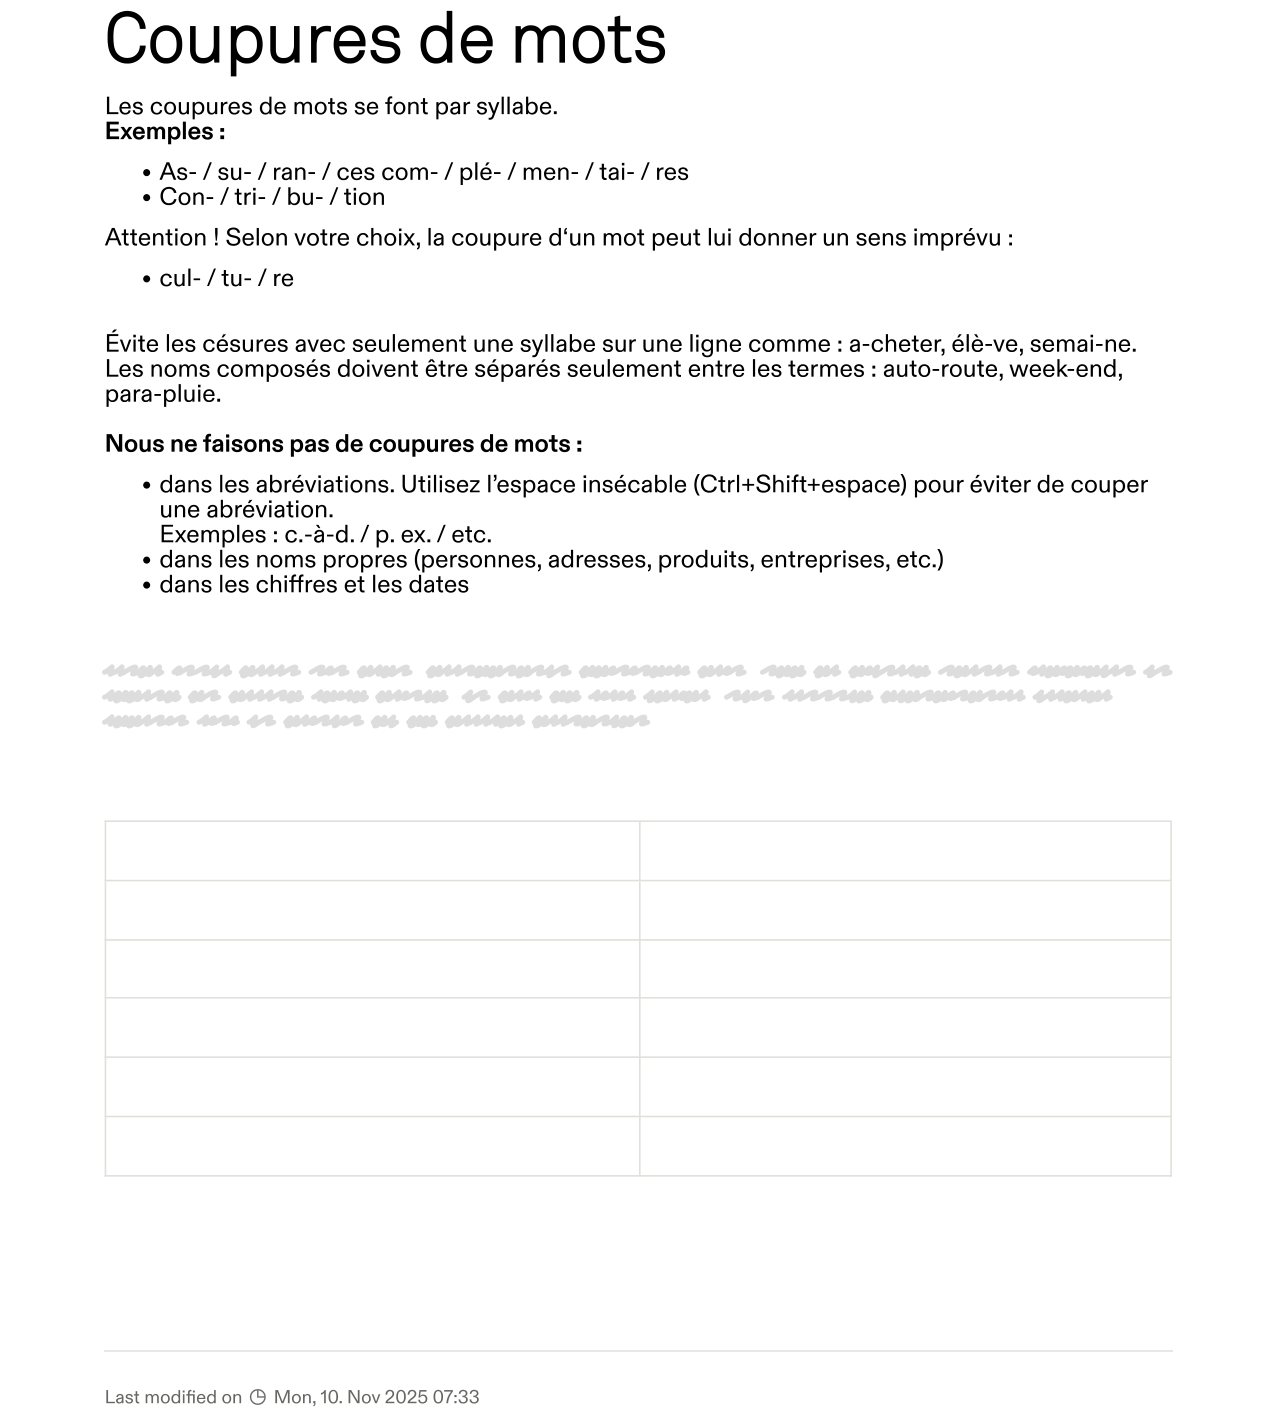 Coupures de mots
Les coupures de mots se font par syllabe.
Exemples :
• As- / su- / ran- / ces com- / plé- / men- / tai- / res
• Con- / tri- / bu- / tion
Attention ! Selon votre choix, la coupure d‘un mot peut lui donner un sens imprévu :
• cul- / tu- / re
Évite les césures avec seulement une syllabe sur une ligne comme : a-cheter, élè-ve, semai-ne.
Les noms composés doivent être séparés seulement entre les termes : auto-route, week-end,
para-pluie.
Nous ne faisons pas de coupures de mots :
• dans les abréviations. Utilisez l’espace insécable (Ctrl+Shift+espace) pour éviter de couper
une abréviation.
Exemples : c.-à-d. / p. ex. / etc.
• dans les noms propres (personnes, adresses, produits, entreprises, etc.)
• dans les chiffres et les dates
Last modified on Mon, 10. Nov 2025 07:33